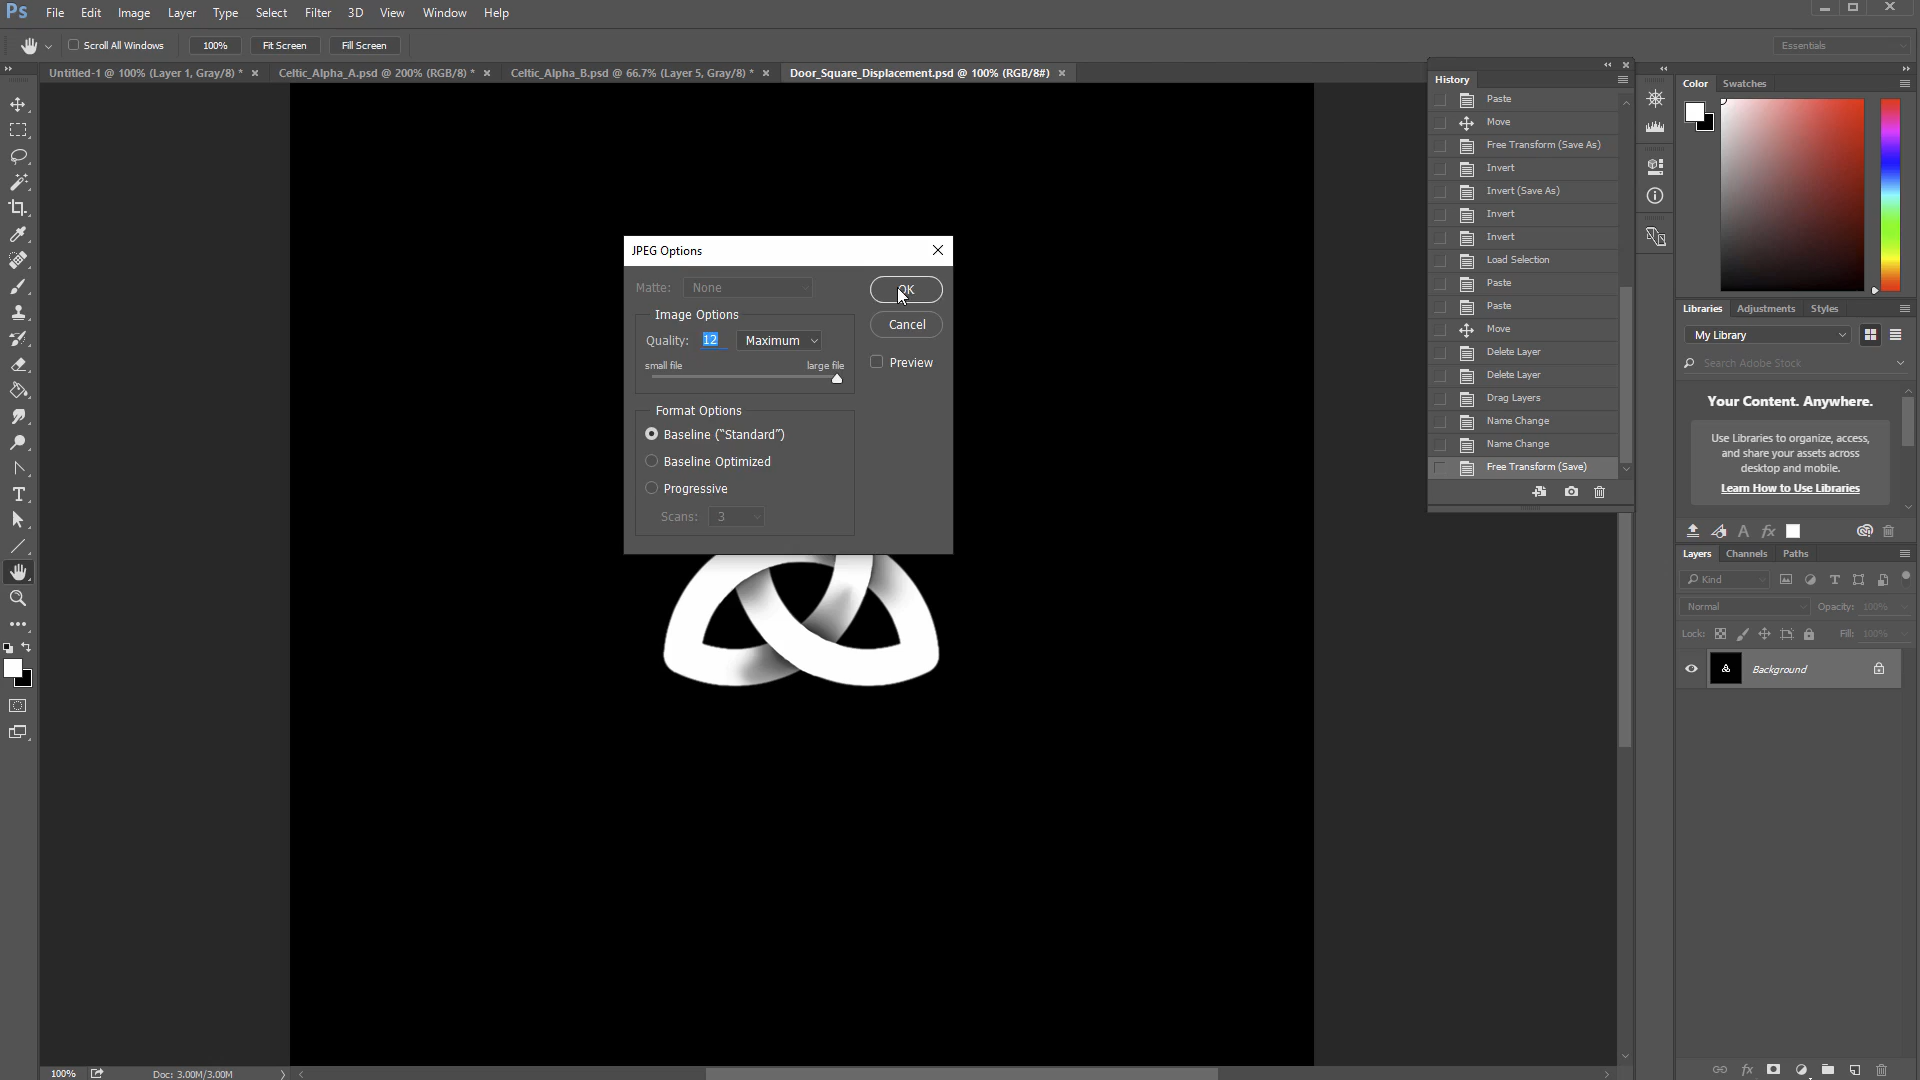 Ps File Edit Image Layer Type Select Filter 3D View Window Help
Scroll All Windows 100% Fit Screen Fill Screen Essentials
Untitled-1 @ 100% (Layer 1, Gray/8) * Celtic_Alpha_A.psd @ 200% (RGB/8) * Celtic_Alpha_B.psd @ 66.7% (Layer 5, Gray/8) * Door_Square_Displacement.psd @ 100% (RGB/8#)
JPEG Options
Matte: None
OK
Cancel
Preview
Image Options
Quality: 12 Maximum
small file large file
Format Options
Baseline (“Standard”)
Baseline Optimized
Progressive
Scans: 3
History
Paste
Move
Free Transform (Save As)
Invert
Invert (Save As)
Invert
Invert
Load Selection
Paste
Paste
Move
Delete Layer
Delete Layer
Drag Layers
Name Change
Name Change
Free Transform (Save)
Color Swatches
Libraries Adjustments Styles
My Library
Search Adobe Stock
Your Content. Anywhere.
Use Libraries to organize, access,
and share your assets across
desktop and mobile.
Learn How to Use Libraries
Layers Channels Paths
Kind
Normal Opacity: 100%
Lock: Fill: 100%
Background
100% Doc: 3.00M/3.00M